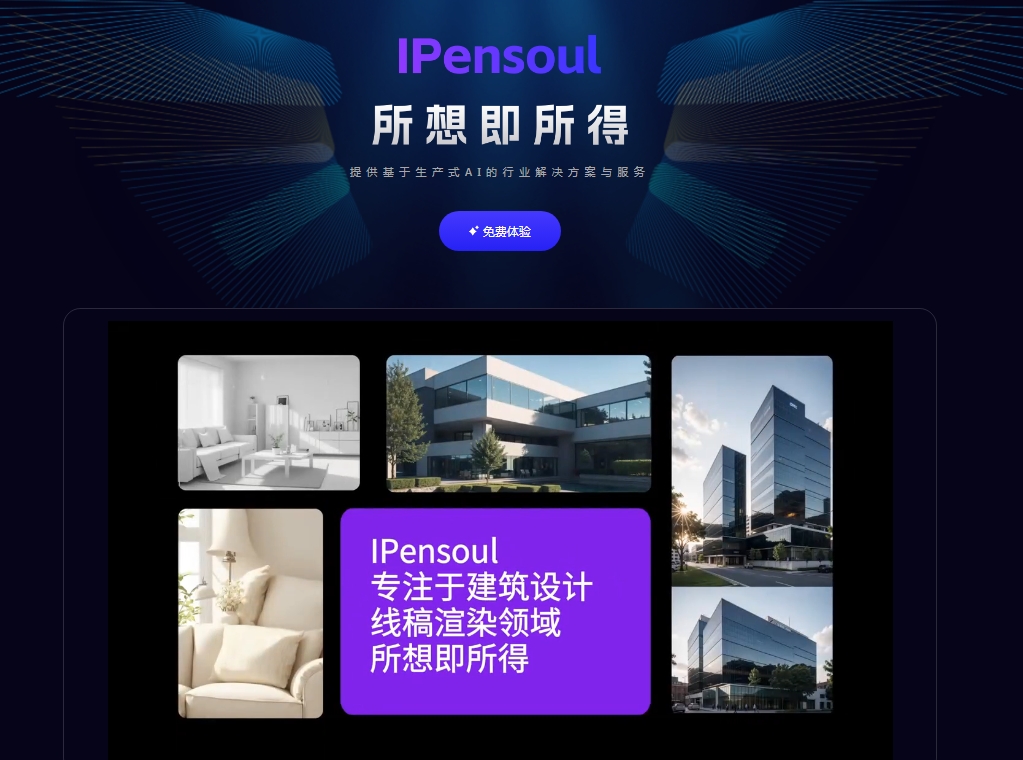 IPensoul
所想即所得
提供基于生产式AI的行业解决方案与服务
免费体验
IPensoul
专注于建筑设计
线稿渲染领域
所想即所得